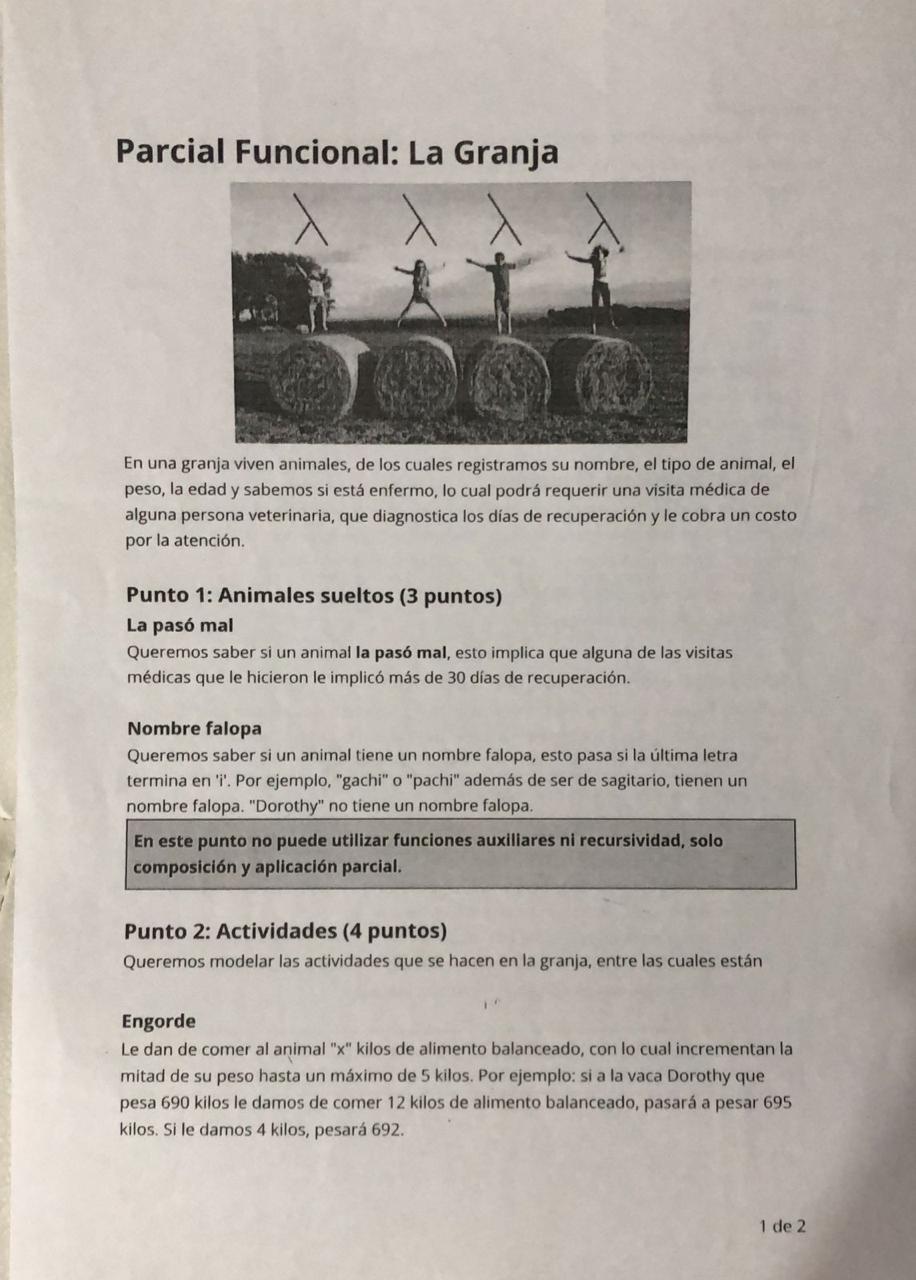 Parcial Funcional: La Granja
λ λ λ λ
En una granja viven animales, de los cuales registramos su nombre, el tipo de animal, el
peso, la edad y sabemos si está enfermo, lo cual podrá requerir una visita médica de
alguna persona veterinaria, que diagnostica los días de recuperación y le cobra un costo
por la atención.
Punto 1: Animales sueltos (3 puntos)
La pasó mal
Queremos saber si un animal la pasó mal, esto implica que alguna de las visitas
médicas que le hicieron le implicó más de 30 días de recuperación.
Nombre falopa
Queremos saber si un animal tiene un nombre falopa, esto pasa si la última letra
termina en 'i'. Por ejemplo, "gachi" o "pachi" además de ser de sagitario, tienen un
nombre falopa. "Dorothy" no tiene un nombre falopa.
En este punto no puede utilizar funciones auxiliares ni recursividad, solo
composición y aplicación parcial.
Punto 2: Actividades (4 puntos)
Queremos modelar las actividades que se hacen en la granja, entre las cuales están
Engorde
Le dan de comer al animal "x" kilos de alimento balanceado, con lo cual incrementan la
mitad de su peso hasta un máximo de 5 kilos. Por ejemplo: si a la vaca Dorothy que
pesa 690 kilos le damos de comer 12 kilos de alimento balanceado, pasará a pesar 695
kilos. Si le damos 4 kilos, pesará 692.
1 de 2